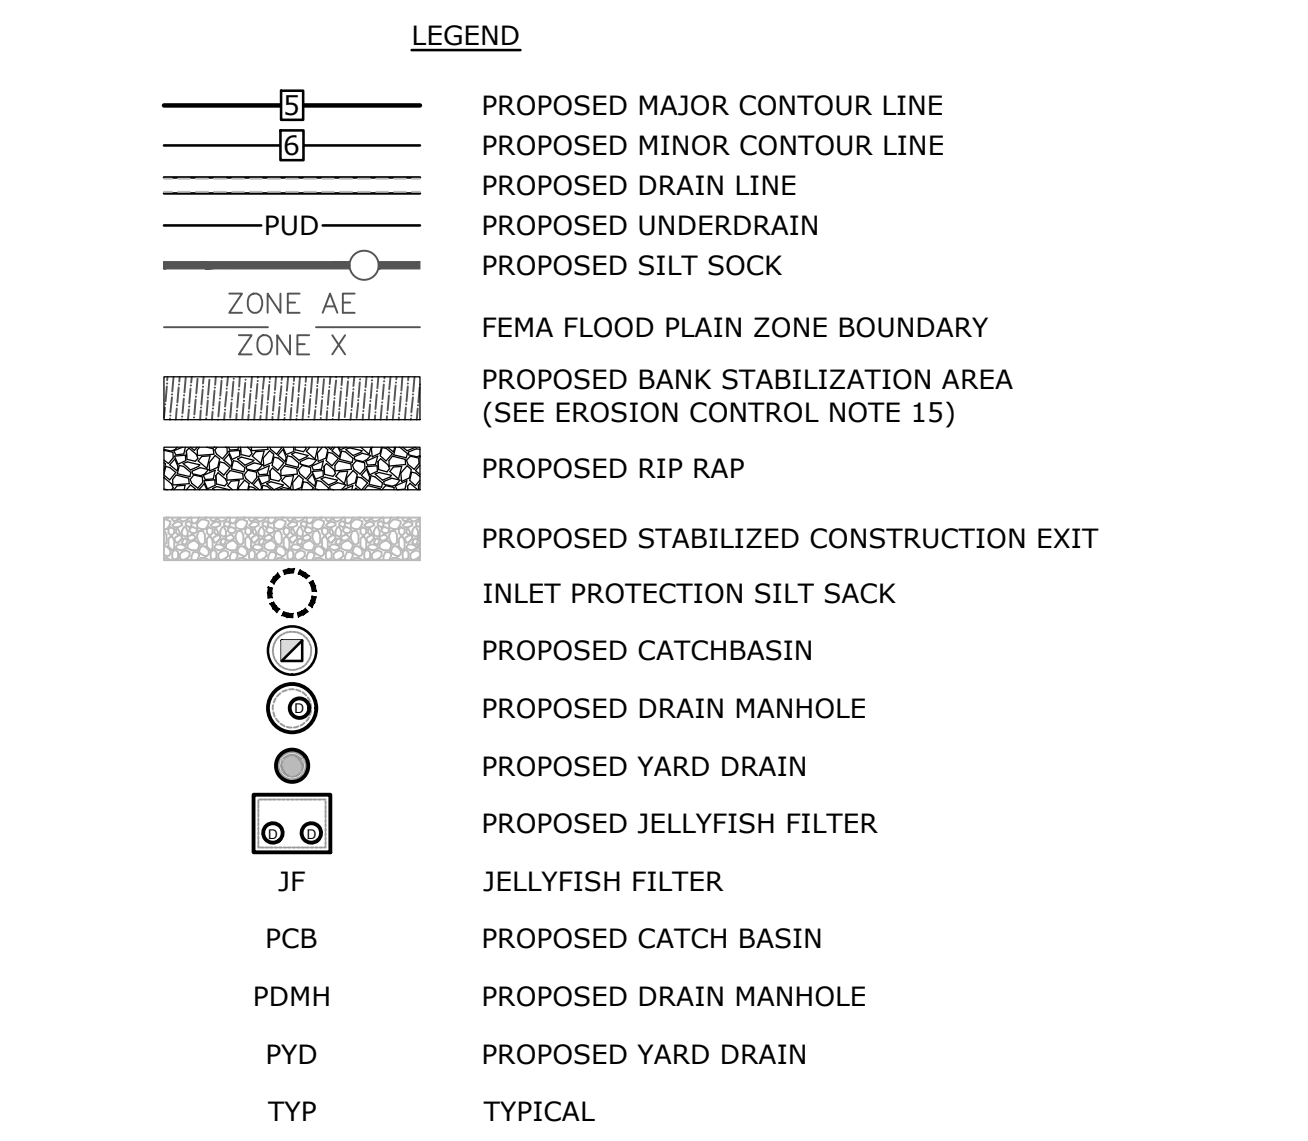 LEGEND
5 PROPOSED MAJOR CONTOUR LINE
6 PROPOSED MINOR CONTOUR LINE
PROPOSED DRAIN LINE
PUD PROPOSED UNDERDRAIN
PROPOSED SILT SOCK
ZONE AE
FEMA FLOOD PLAIN ZONE BOUNDARY
ZONE X
PROPOSED BANK STABILIZATION AREA
(SEE EROSION CONTROL NOTE 15)
PROPOSED RIP RAP
PROPOSED STABILIZED CONSTRUCTION EXIT
INLET PROTECTION SILT SACK
PROPOSED CATCHBASIN
D PROPOSED DRAIN MANHOLE
PROPOSED YARD DRAIN
D D PROPOSED JELLYFISH FILTER
JF JELLYFISH FILTER
PCB PROPOSED CATCH BASIN
PDMH PROPOSED DRAIN MANHOLE
PYD PROPOSED YARD DRAIN
TYP TYPICAL